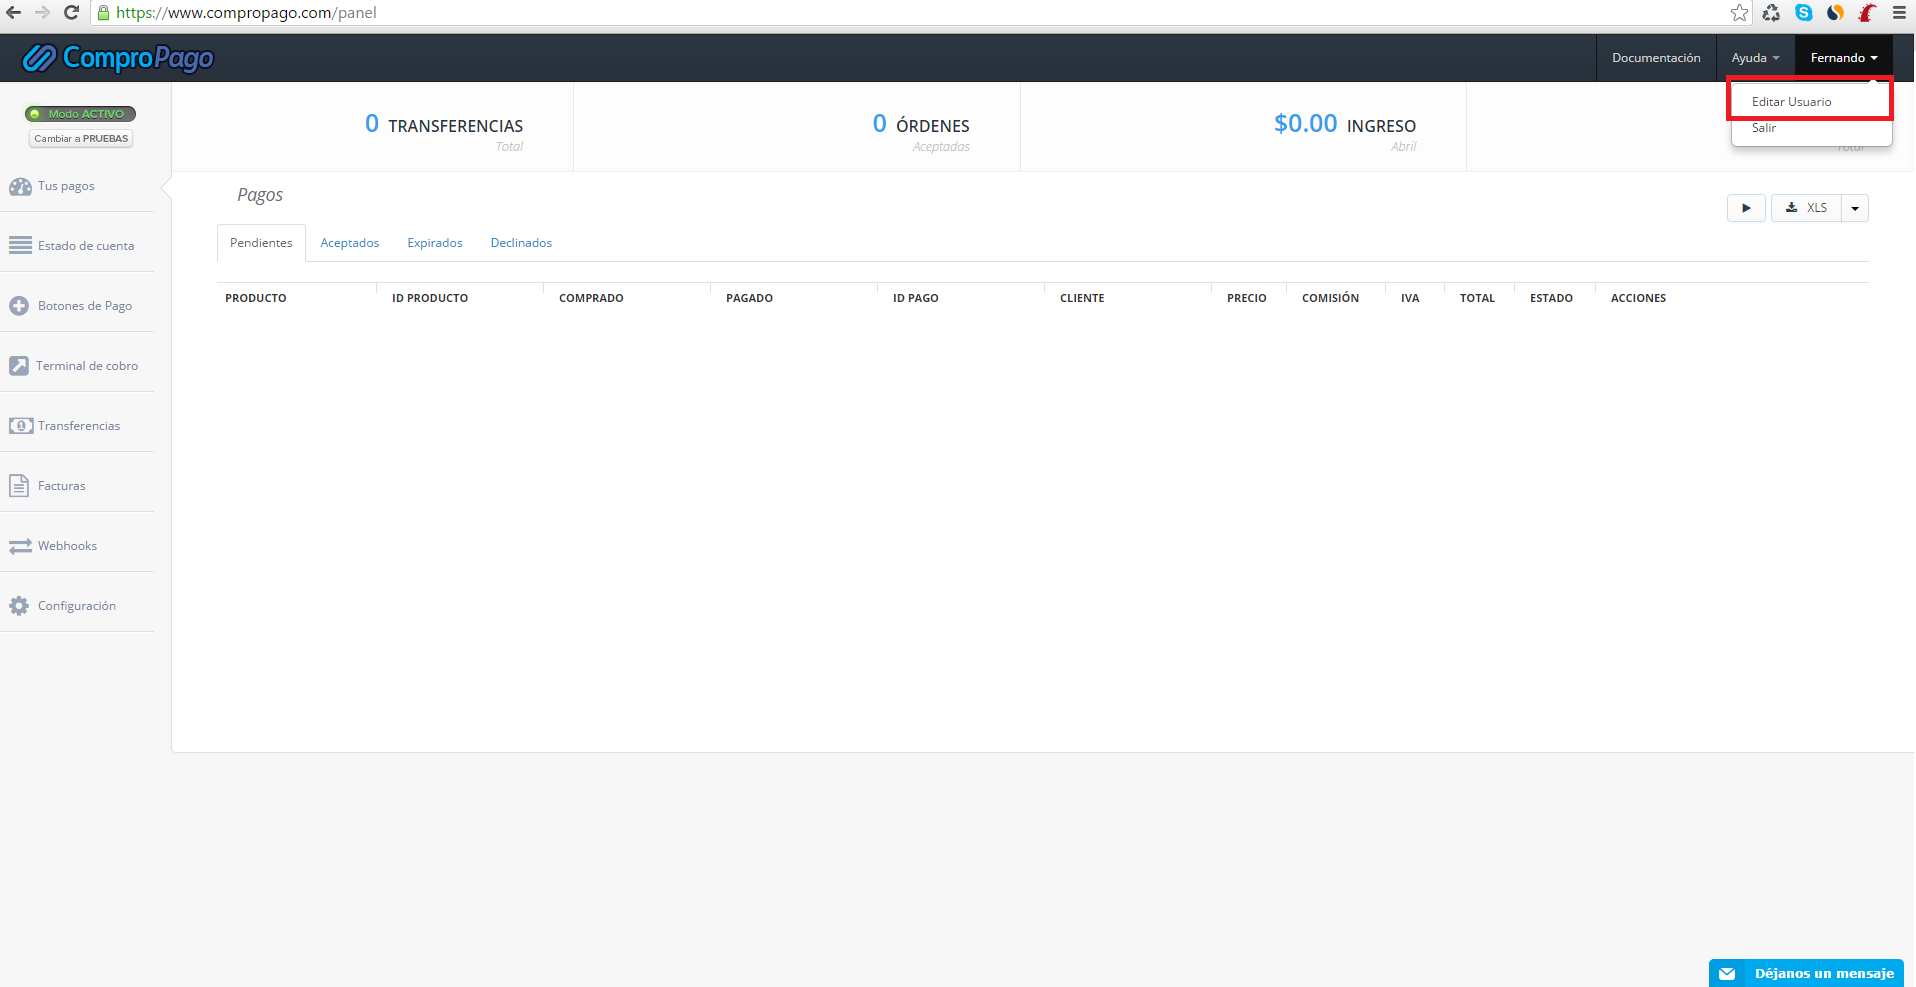 https://www.compropago.com/panel
ComproPago
Documentación
Ayuda
Fernando
Editar Usuario
Salir
Modo ACTIVO
Cambiar a PRUEBAS
0 TRANSFERENCIAS
Total
0 ÓRDENES
Aceptadas
$0.00 INGRESO
Abril
Total
Tus pagos
Estado de cuenta
Botones de Pago
Terminal de cobro
Transferencias
Facturas
Webhooks
Configuración
Pagos
XLS
Pendientes
Aceptados
Expirados
Declinados
PRODUCTO
ID PRODUCTO
COMPRADO
PAGADO
ID PAGO
CLIENTE
PRECIO
COMISIÓN
IVA
TOTAL
ESTADO
ACCIONES
Déjanos un mensaje